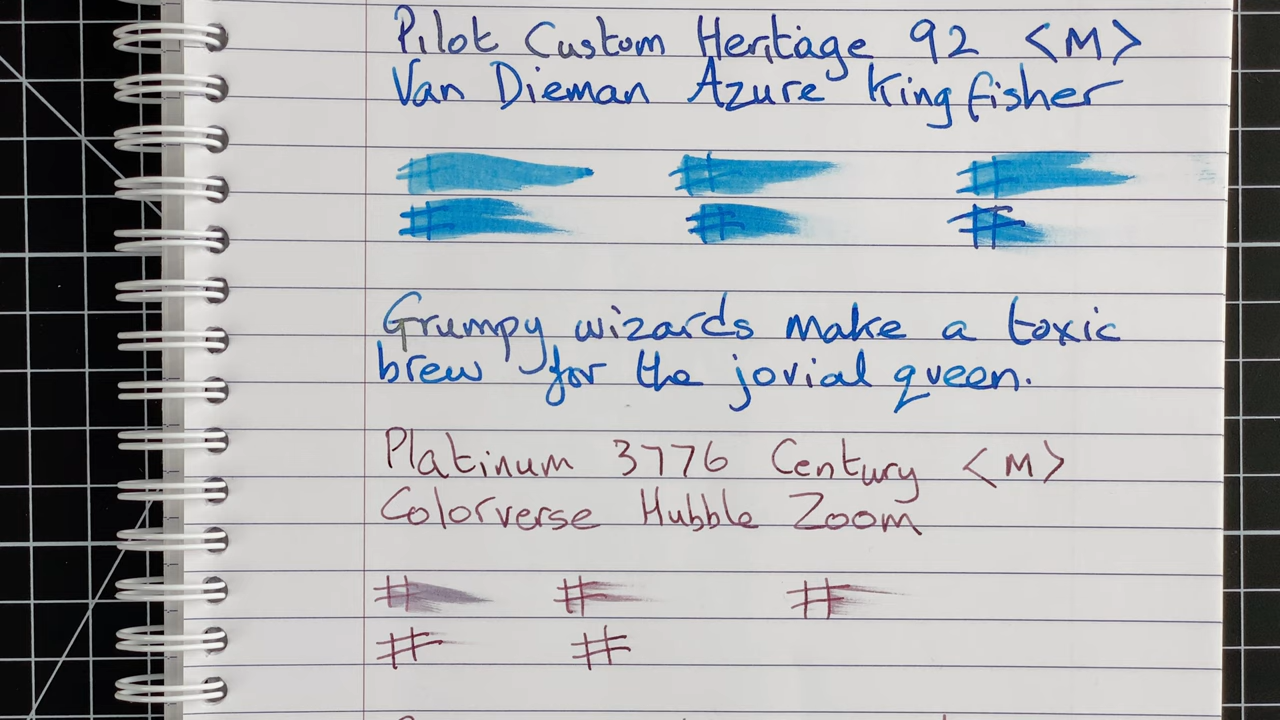 Pilot Custom Heritage 92 <M>
Van Dieman Azure Kingfisher
# # #
# # #
Grumpy wizards make a toxic
brew for the jovial queen.
Platinum 3776 Century <M>
Colorverse Hubble Zoom
# # #
# #